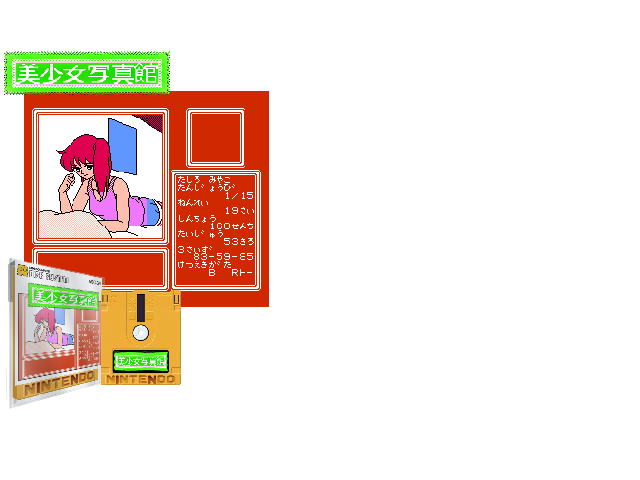 美少女写真館
たしろ みやこ
たんじょうび
1/15
ねんれい
19さい
しんちょう
100せんち
たいじゅう
53きろ
3さいず
83-59-85
けつえきがた
B RH-
美少女写真館
NINTENDO
美少女写真館
NINTENDO